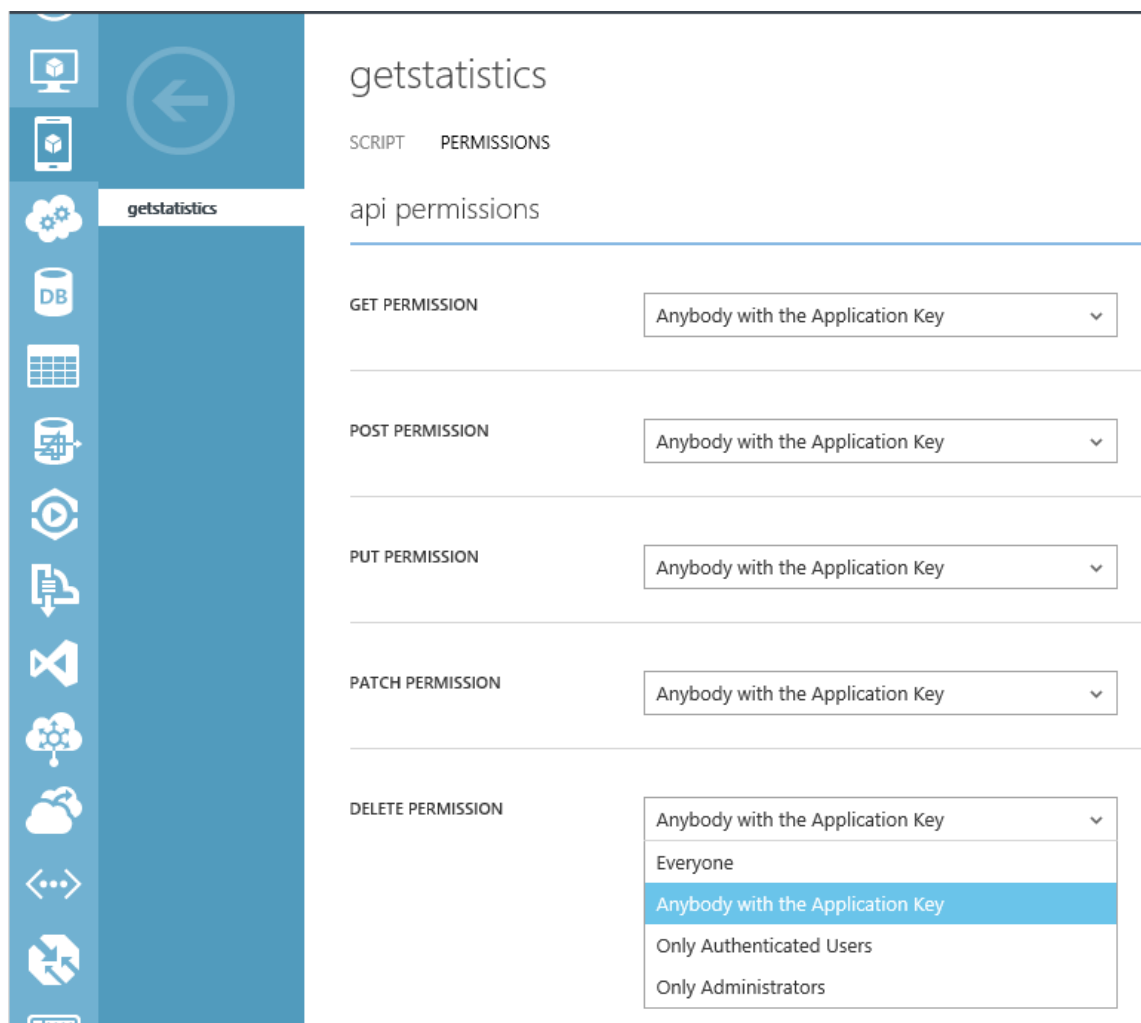 getstatistics
SCRIPT PERMISSIONS
getstatistics
api permissions
GET PERMISSION
Anybody with the Application Key
POST PERMISSION
Anybody with the Application Key
PUT PERMISSION
Anybody with the Application Key
PATCH PERMISSION
Anybody with the Application Key
DELETE PERMISSION
Anybody with the Application Key
Everyone
Anybody with the Application Key
Only Authenticated Users
Only Administrators
DB